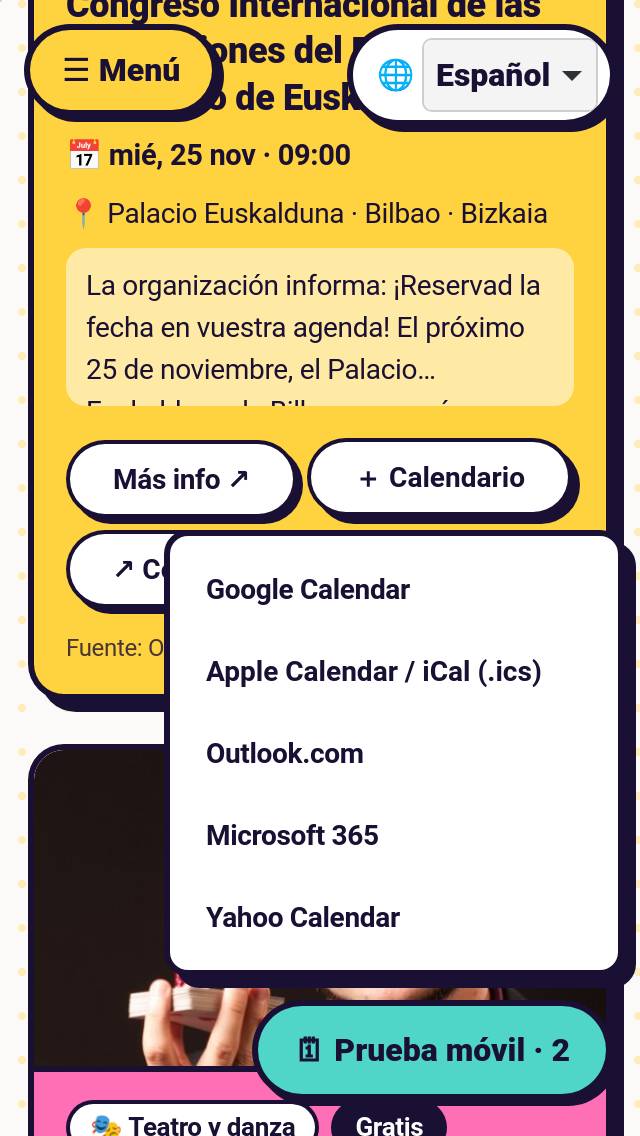 Congreso Internacional de las
☰ Menú
iones del
🌐 Español
o de Eusk
📅 mié, 25 nov · 09:00
📍 Palacio Euskalduna · Bilbao · Bizkaia
La organización informa: ¡Reservad la
fecha en vuestra agenda! El próximo
25 de noviembre, el Palacio…
Más info ↗
+ Calendario
↗ Co
Google Calendar
Fuente: O
Apple Calendar / iCal (.ics)
Outlook.com
Microsoft 365
Yahoo Calendar
🗓 Prueba móvil · 2
🎭 Teatro y danza
Gratis